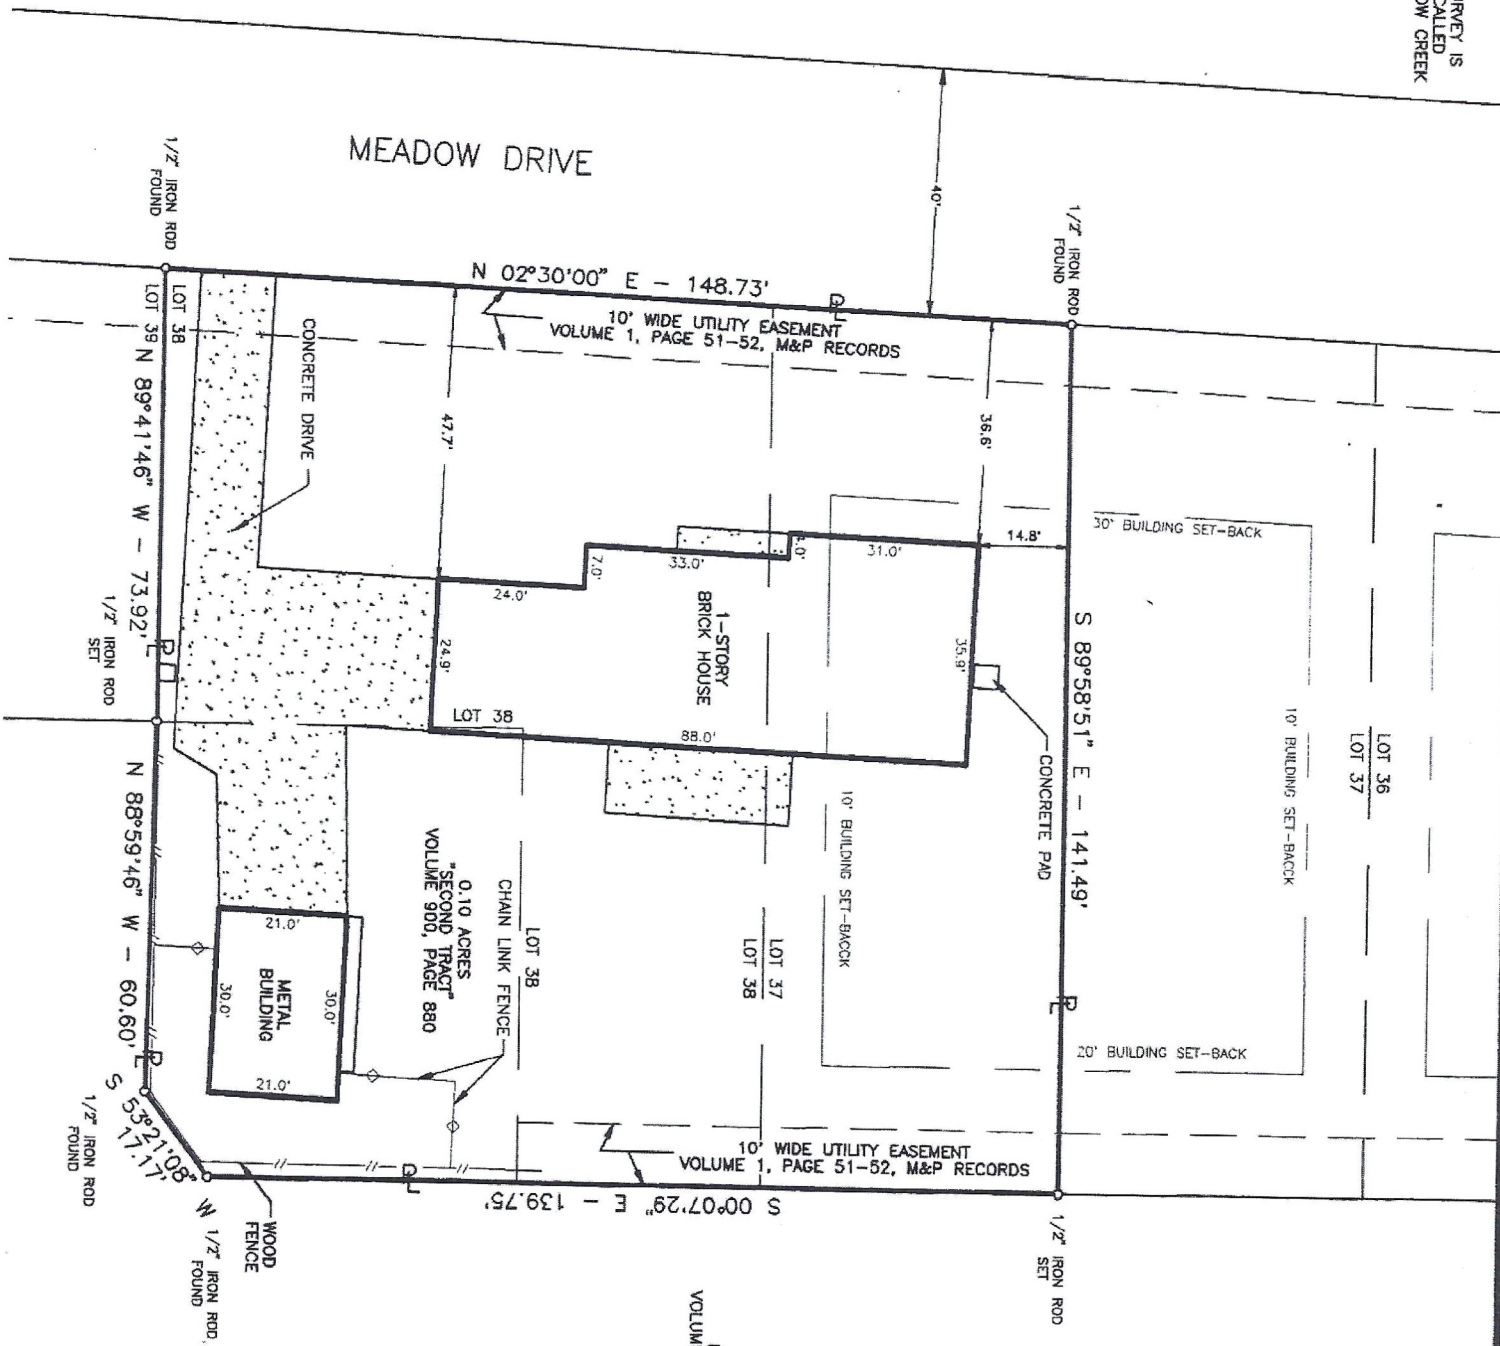 RVEY IS
CALLED
OW CREEK
MEADOW DRIVE
40'
1/2" IRON ROD
FOUND
1/2" IRON ROD
FOUND
N 02°30'00" E - 148.73'
10' WIDE UTILITY EASEMENT
VOLUME 1, PAGE 51-52, M&P RECORDS
LOT 38
LOT 39
CONCRETE DRIVE
47.7'
36.6'
14.8'
30' BUILDING SET-BACK
N 89°41'46" W - 73.92'
1/2" IRON ROD
SET
24.0'
7.0'
33.0'
31.0'
24.9'
35.9'
88.0'
1-STORY
BRICK HOUSE
LOT 38
CONCRETE PAD
S 89°58'51" E - 141.49'
10' BUILDING SET-BACCK
LOT 36
LOT 37
10' BUILDING SET-BACCK
LOT 37
LOT 38
LOT 38
CHAIN LINK FENCE
0.10 ACRES
"SECOND TRACT"
VOLUME 900, PAGE 880
N 88°59'46" W - 60.60'
21.0'
30.0'
30.0'
21.0'
METAL
BUILDING
20' BUILDING SET-BACK
10' WIDE UTILITY EASEMENT
VOLUME 1, PAGE 51-52, M&P RECORDS
S 53°21'08" W
17.17'
1/2" IRON ROD
FOUND
S 00°07'29" E - 139.75'
WOOD
FENCE
1/2" IRON ROD
FOUND
1/2" IRON ROD
SET
VOLUM